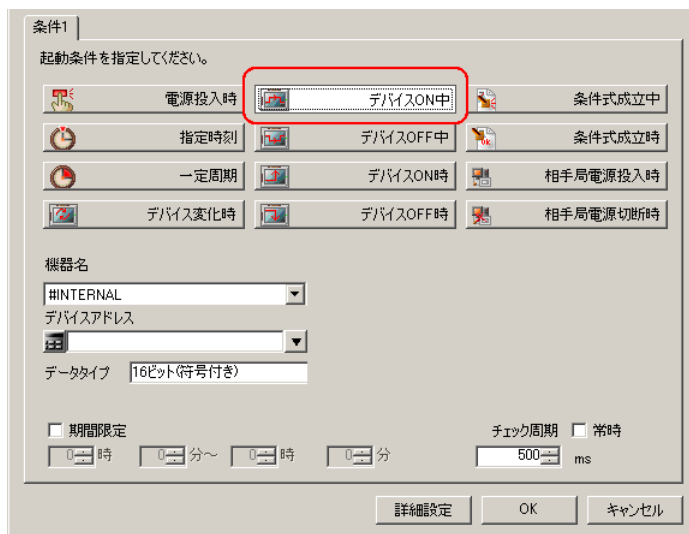 条件1
起動条件を指定してください。
電源投入時 デバイスON中 条件式成立中
指定時刻 デバイスOFF中 条件式成立時
一定周期 デバイスON時 相手局電源投入時
デバイス変化時 デバイスOFF時 相手局電源切断時
機器名
#INTERNAL
デバイスアドレス
データタイプ 16ビット(符号付き)
期間限定 チェック周期 常時
0 時 0 分～ 0 時 0 分 500 ms
詳細設定 OK キャンセル